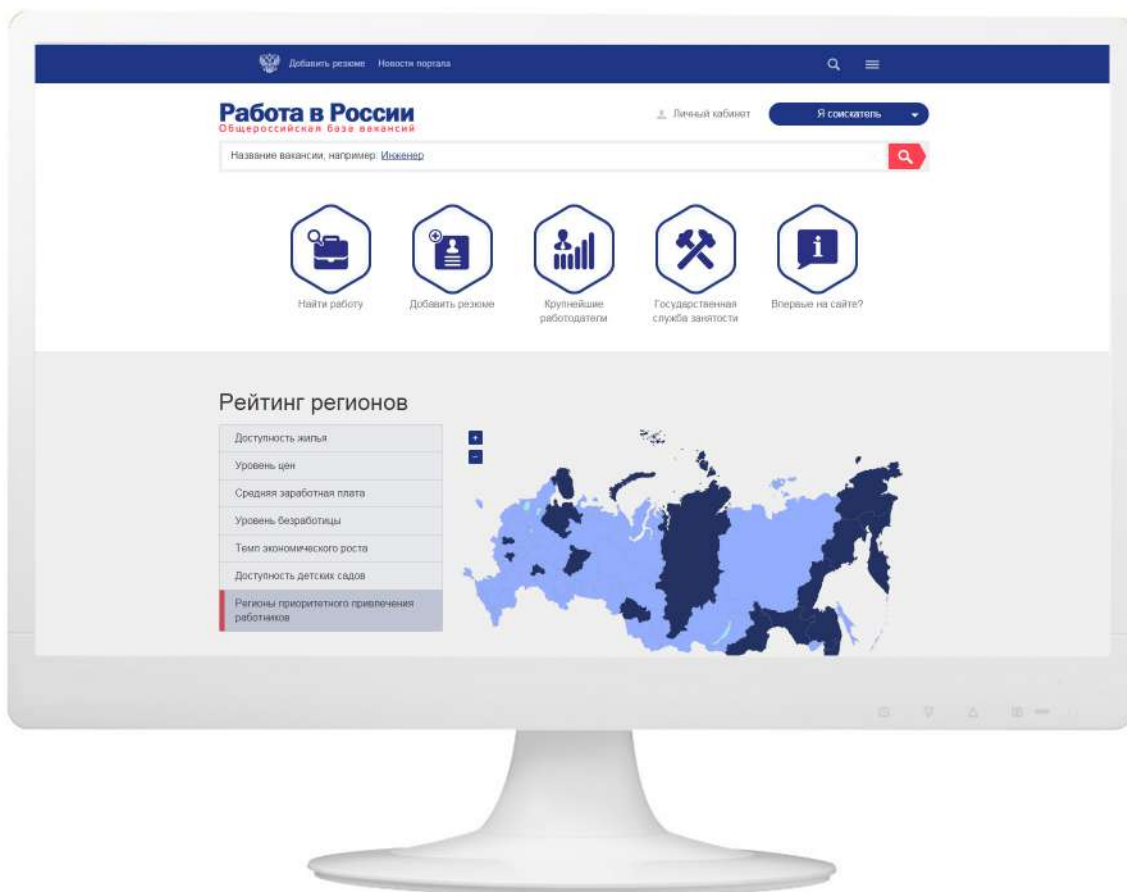 Добавить резюме Новости портала
Работа в России
Общероссийская база вакансий
Личный кабинет
Я соискатель
Название вакансии, например: Инженер
Найти работу
Добавить резюме
Крупнейшие
работодатели
Государственная
служба занятости
Впервые на сайте?
Рейтинг регионов
Доступность жилья
Уровень цен
Средняя заработная плата
Уровень безработицы
Темп экономического роста
Доступность детских садов
Регионы приоритетного привлечения
работников